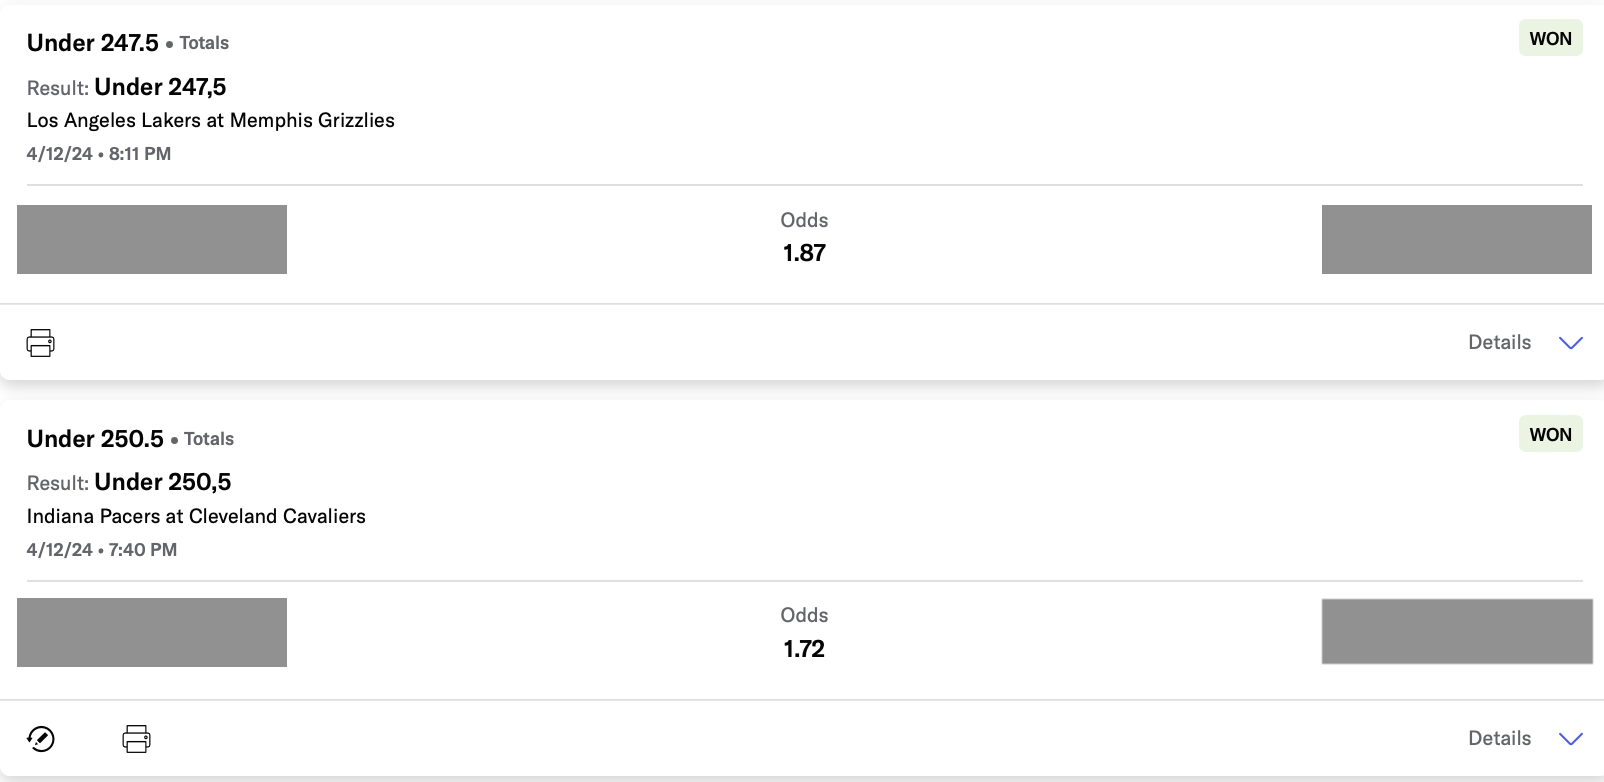 Under 247.5 • Totals
WON
Result: Under 247,5
Los Angeles Lakers at Memphis Grizzlies
4/12/24 • 8:11 PM
Odds
1.87
Details
Under 250.5 • Totals
WON
Result: Under 250,5
Indiana Pacers at Cleveland Cavaliers
4/12/24 • 7:40 PM
Odds
1.72
Details